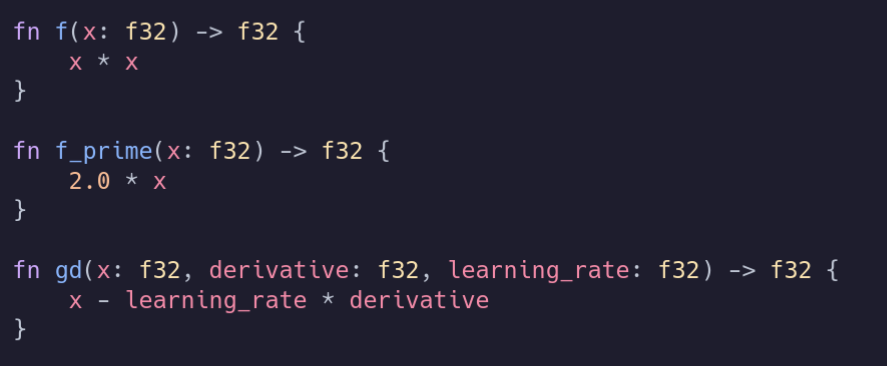 fn f(x: f32) -> f32 {
    x * x
}

fn f_prime(x: f32) -> f32 {
    2.0 * x
}

fn gd(x: f32, derivative: f32, learning_rate: f32) -> f32 {
    x - learning_rate * derivative
}